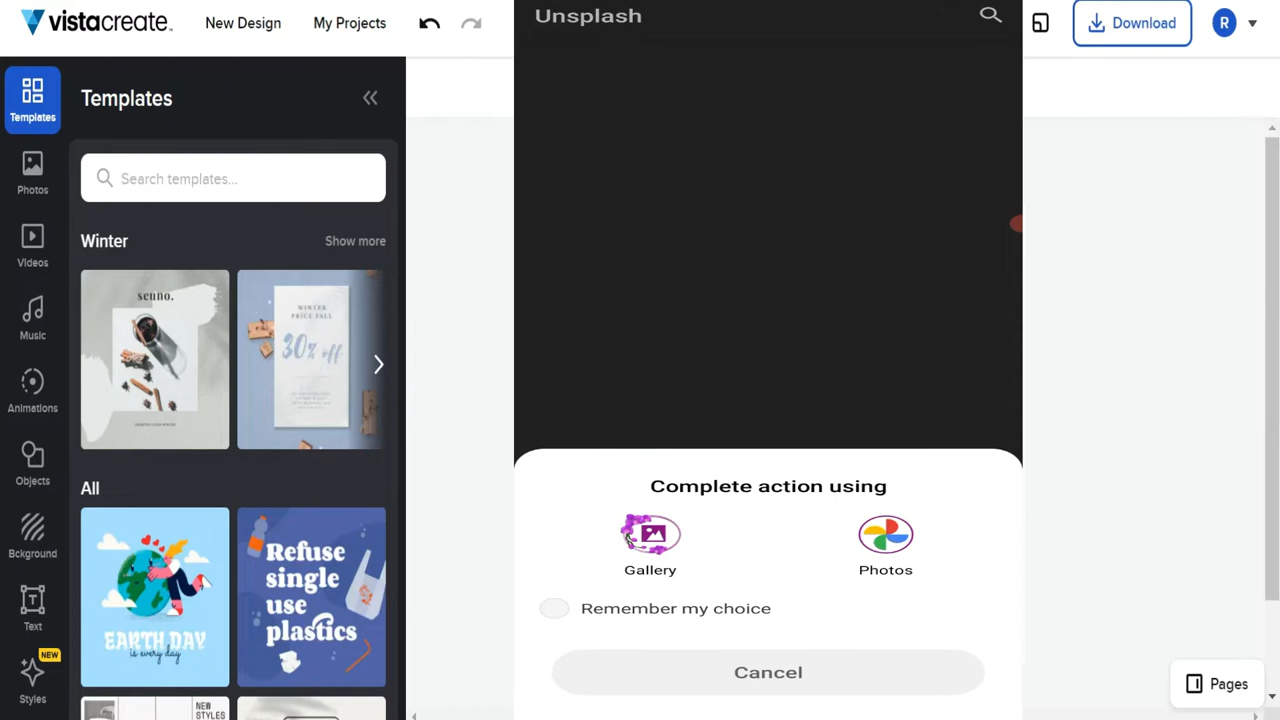 vistacreate™
New Design
My Projects
Unsplash
Download
R
Templates
Templates
Search templates...
Photos
Winter
Show more
Videos
seuno.
WINTER
PRICE FALL
30% off
Music
Animations
Objects
All
Complete action using
Gallery
Photos
Remember my choice
Cancel
Bckground
Refuse
single
use
plastics
EARTH DAY
is every day
Text
NEW
Styles
NEW
STYLES
Pages